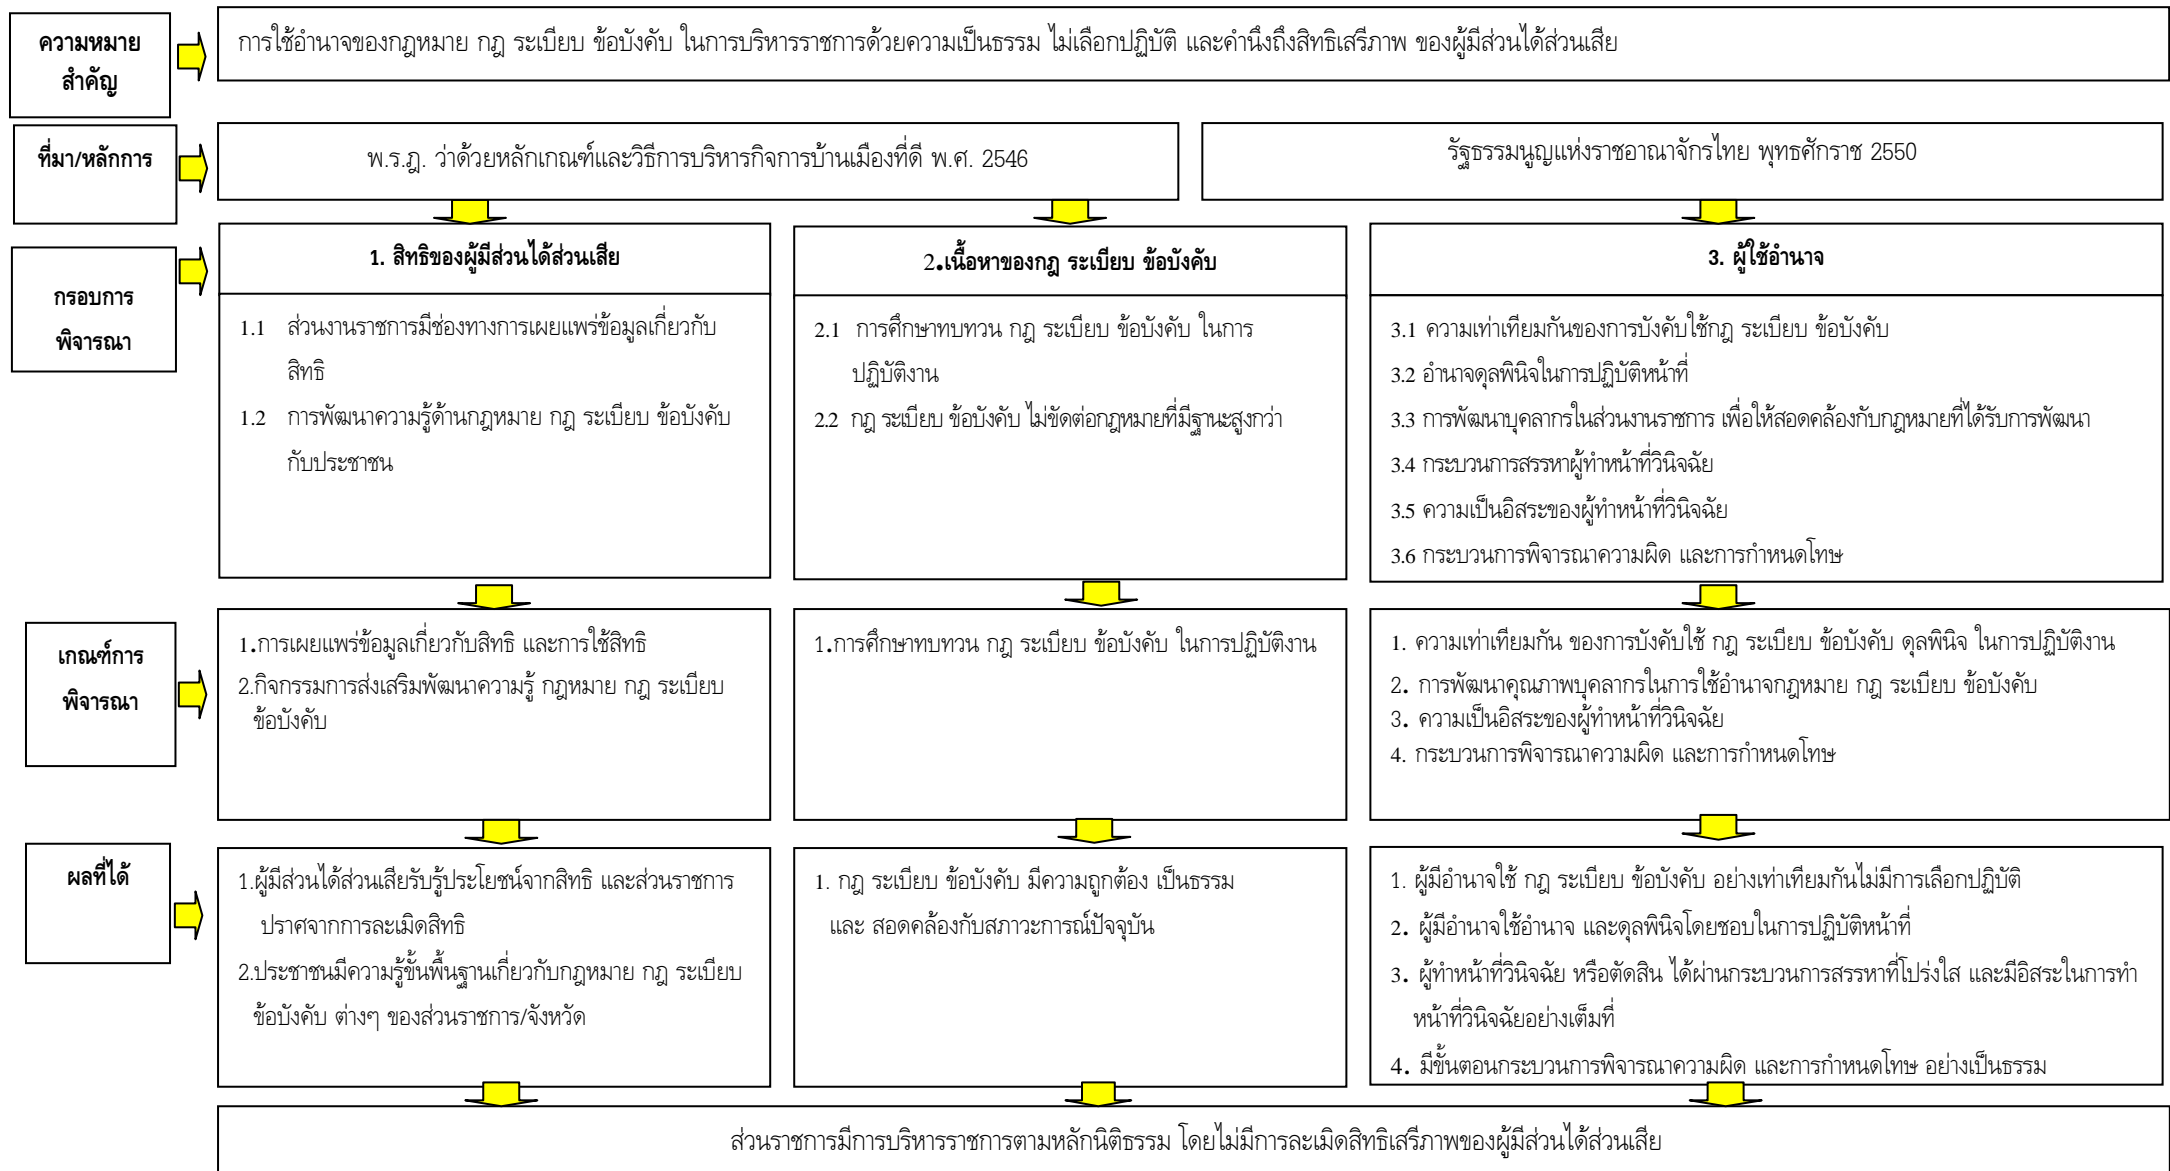 ความหมาย
สำคัญ
การใช้อำนาจของกฎหมาย กฎ ระเบียบ ข้อบังคับ ในการบริหารราชการด้วยความเป็นธรรม ไม่เลือกปฏิบัติ และคำนึงถึงสิทธิเสรีภาพ ของผู้มีส่วนได้ส่วนเสีย
ที่มา/หลักการ
พ.ร.ฎ. ว่าด้วยหลักเกณฑ์และวิธีการบริหารกิจการบ้านเมืองที่ดี พ.ศ. 2546
รัฐธรรมนูญแห่งราชอาณาจักรไทย พุทธศักราช 2550
กรอบการ
พิจารณา
1. สิทธิของผู้มีส่วนได้ส่วนเสีย
1.1 ส่วนงานราชการมีช่องทางการเผยแพร่ข้อมูลเกี่ยวกับ
สิทธิ
1.2 การพัฒนาความรู้ด้านกฎหมาย กฎ ระเบียบ ข้อบังคับ
กับประชาชน
2.เนื้อหาของกฎ ระเบียบ ข้อบังคับ
2.1 การศึกษาทบทวน กฎ ระเบียบ ข้อบังคับ ในการ
ปฏิบัติงาน
2.2 กฎ ระเบียบ ข้อบังคับ ไม่ขัดต่อกฎหมายที่มีฐานะสูงกว่า
3. ผู้ใช้อำนาจ
3.1 ความเท่าเทียมกันของการบังคับใช้กฎ ระเบียบ ข้อบังคับ
3.2 อำนาจดุลพินิจในการปฏิบัติหน้าที่
3.3 การพัฒนาบุคลากรในส่วนงานราชการ เพื่อให้สอดคล้องกับกฎหมายที่ได้รับการพัฒนา
3.4 กระบวนการสรรหาผู้ทำหน้าที่วินิจฉัย
3.5 ความเป็นอิสระของผู้ทำหน้าที่วินิจฉัย
3.6 กระบวนการพิจารณาความผิด และการกำหนดโทษ
เกณฑ์การ
พิจารณา
1.การเผยแพร่ข้อมูลเกี่ยวกับสิทธิ และการใช้สิทธิ
2.กิจกรรมการส่งเสริมพัฒนาความรู้ กฎหมาย กฎ ระเบียบ
ข้อบังคับ
1.การศึกษาทบทวน กฎ ระเบียบ ข้อบังคับ ในการปฏิบัติงาน
1. ความเท่าเทียมกัน ของการบังคับใช้ กฎ ระเบียบ ข้อบังคับ ดุลพินิจ ในการปฏิบัติงาน
2. การพัฒนาคุณภาพบุคลากรในการใช้อำนาจกฎหมาย กฎ ระเบียบ ข้อบังคับ
3. ความเป็นอิสระของผู้ทำหน้าที่วินิจฉัย
4. กระบวนการพิจารณาความผิด และการกำหนดโทษ
ผลที่ได้
1.ผู้มีส่วนได้ส่วนเสียรับรู้ประโยชน์จากสิทธิ และส่วนราชการ
ปราศจากการละเมิดสิทธิ
2.ประชาชนมีความรู้ขั้นพื้นฐานเกี่ยวกับกฎหมาย กฎ ระเบียบ
ข้อบังคับ ต่างๆ ของส่วนราชการ/จังหวัด
1. กฎ ระเบียบ ข้อบังคับ มีความถูกต้อง เป็นธรรม
และ สอดคล้องกับสภาวะการณ์ปัจจุบัน
1. ผู้มีอำนาจใช้ กฎ ระเบียบ ข้อบังคับ อย่างเท่าเทียมกันไม่มีการเลือกปฏิบัติ
2. ผู้มีอำนาจใช้อำนาจ และดุลพินิจโดยชอบในการปฏิบัติหน้าที่
3. ผู้ทำหน้าที่วินิจฉัย หรือตัดสิน ได้ผ่านกระบวนการสรรหาที่โปร่งใส และมีอิสระในการทำ
หน้าที่วินิจฉัยอย่างเต็มที่
4. มีขั้นตอนกระบวนการพิจารณาความผิด และการกำหนดโทษ อย่างเป็นธรรม
ส่วนราชการมีการบริหารราชการตามหลักนิติธรรม โดยไม่มีการละเมิดสิทธิเสรีภาพของผู้มีส่วนได้ส่วนเสีย